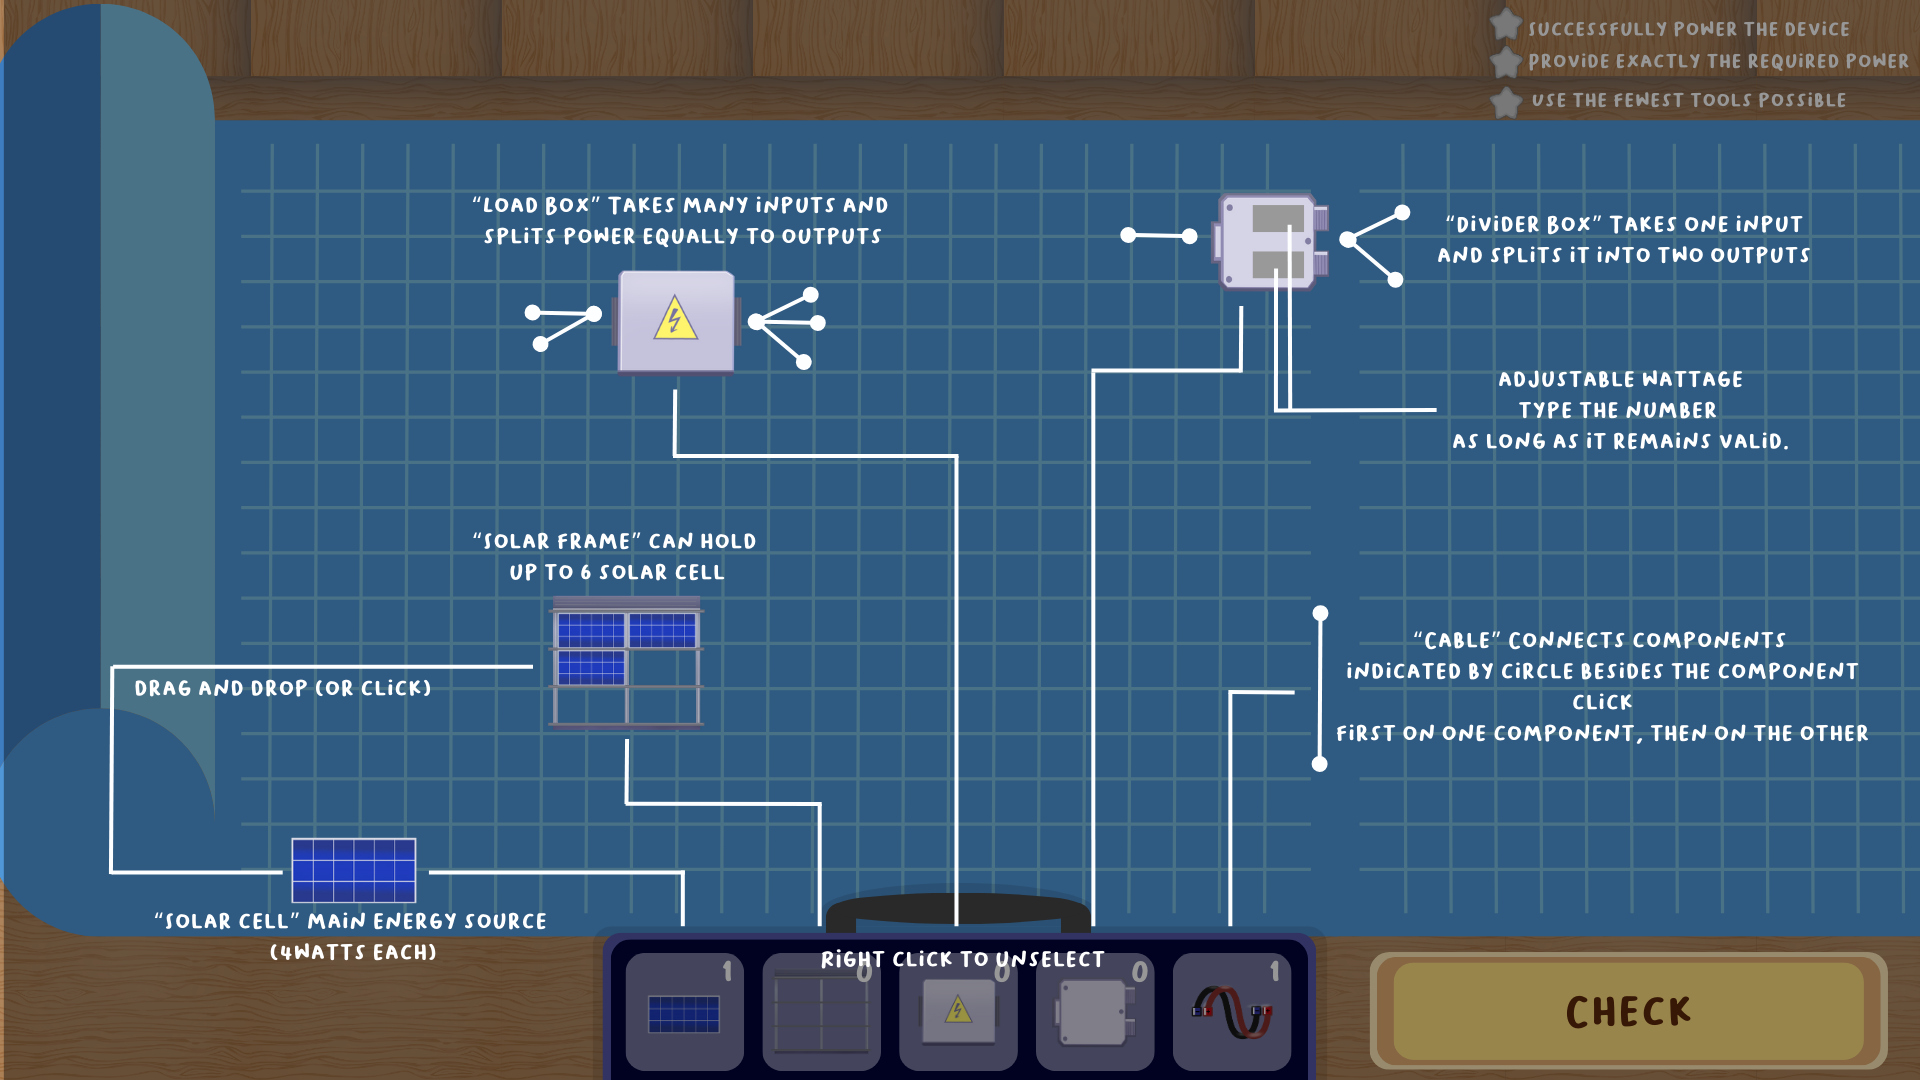 SUCCESSFULLY POWER THE DEVICE
PROVIDE EXACTLY THE REQUIRED POWER
USE THE FEWEST TOOLS POSSIBLE
“LOAD BOX” TAKES MANY INPUTS AND
SPLITS POWER EQUALLY TO OUTPUTS
“DIVIDER BOX” TAKES ONE INPUT
AND SPLITS IT INTO TWO OUTPUTS
ADJUSTABLE WATTAGE
TYPE THE NUMBER
AS LONG AS IT REMAINS VALID.
“SOLAR FRAME” CAN HOLD
UP TO 6 SOLAR CELL
DRAG AND DROP (OR CLICK)
“CABLE” CONNECTS COMPONENTS
INDICATED BY CIRCLE BESIDES THE COMPONENT
CLICK
FIRST ON ONE COMPONENT, THEN ON THE OTHER
“SOLAR CELL” MAIN ENERGY SOURCE
(4WATTS EACH)
RIGHT CLICK TO UNSELECT
1 0 0 0 1
CHECK